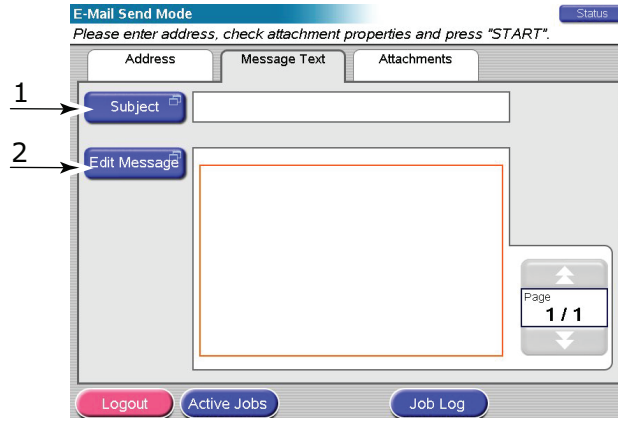 E-Mail Send Mode
Status
Please enter address, check attachment properties and press "START".
Address
Message Text
Attachments
1
Subject
2
Edit Message
Page
1 / 1
Logout
Active Jobs
Job Log